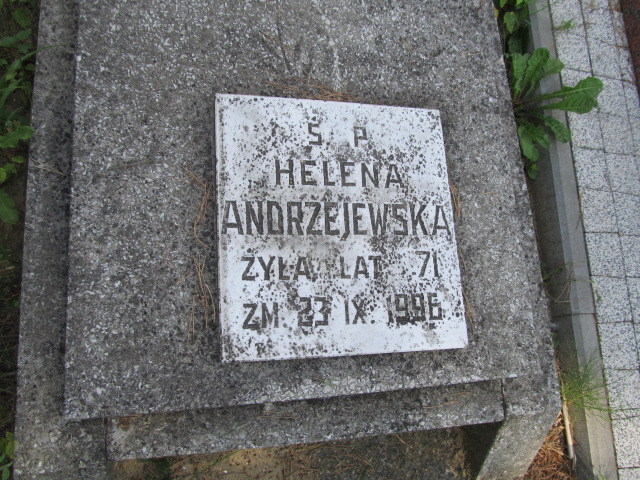 Ś P
HELENA
ANDRZEJEWSKA
ŻYŁA LAT 71
ZM. 23 IX. 1996